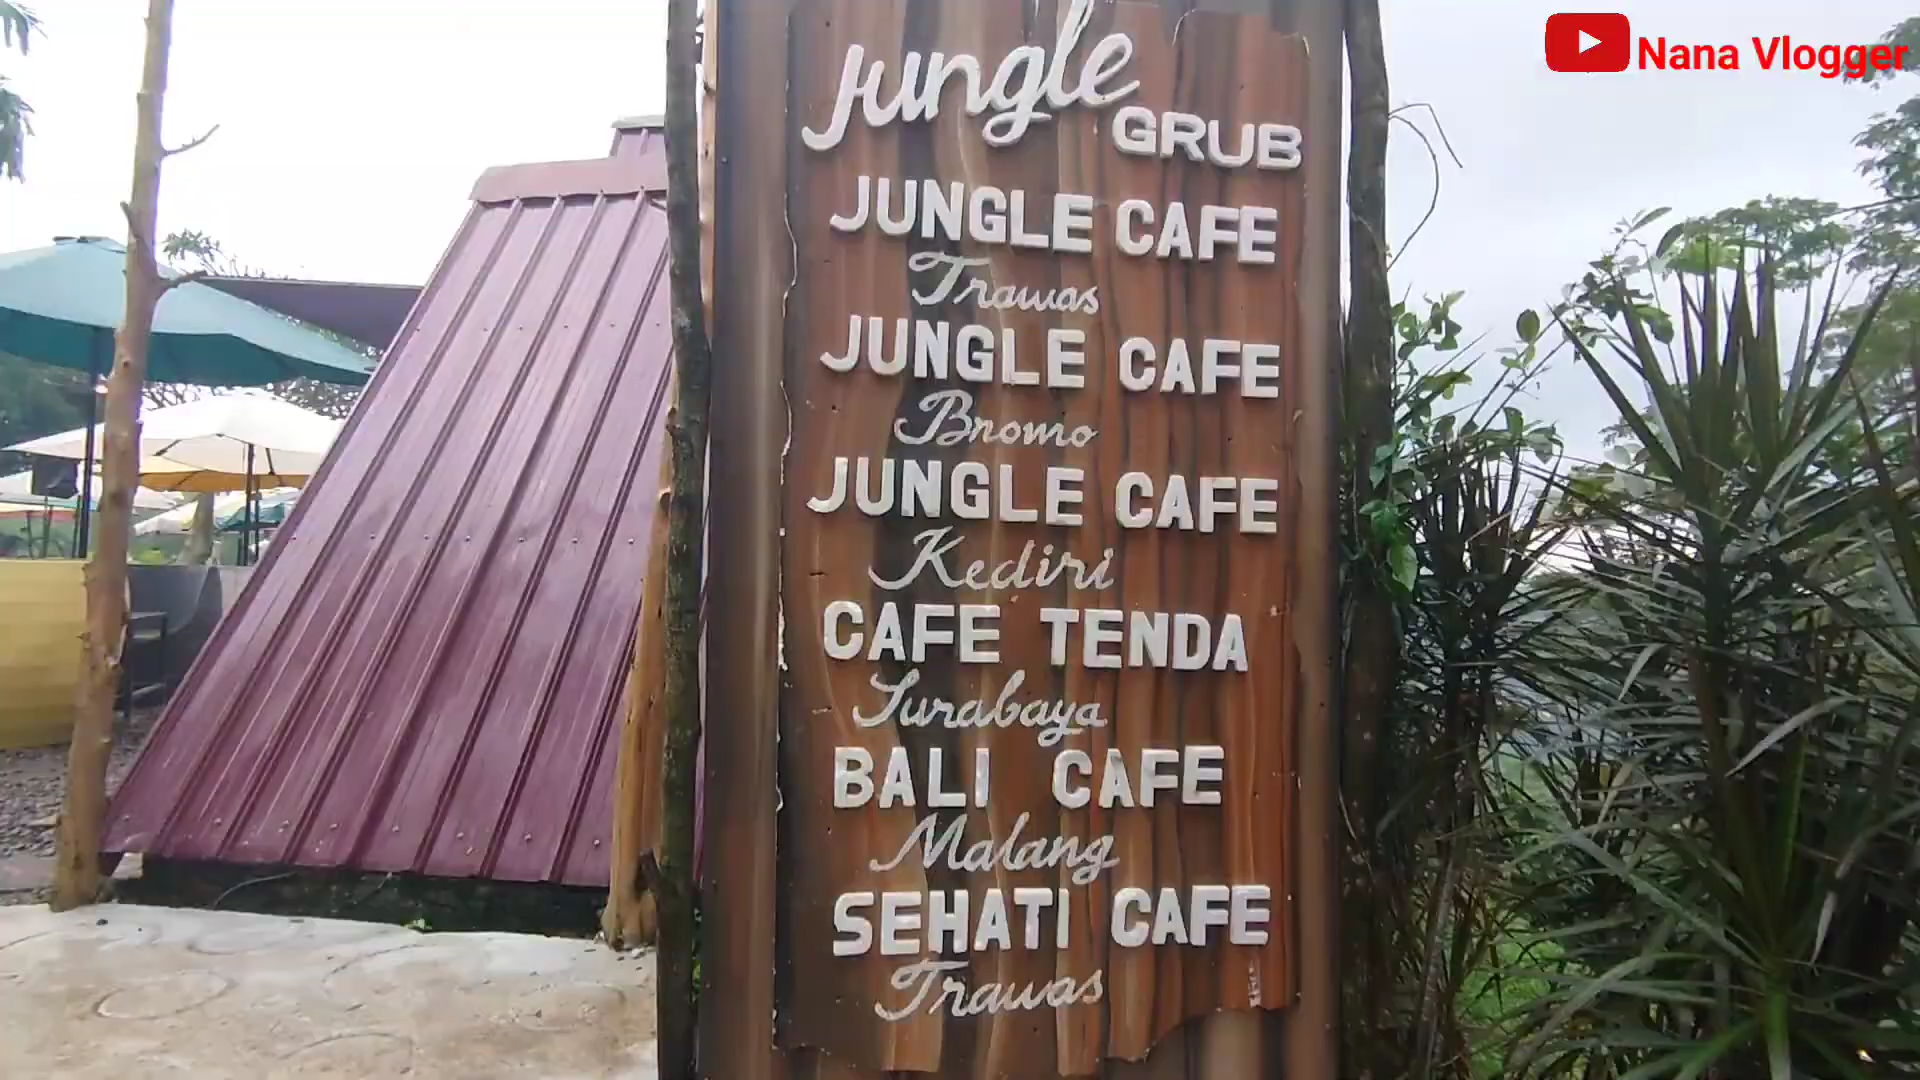 Nana Vlogger
Jungle
GRUB
JUNGLE CAFE
Trawas
JUNGLE CAFE
Bromo
JUNGLE CAFE
Kediri
CAFE TENDA
Surabaya
BALI CAFE
Malang
SEHATI CAFE
Trawas